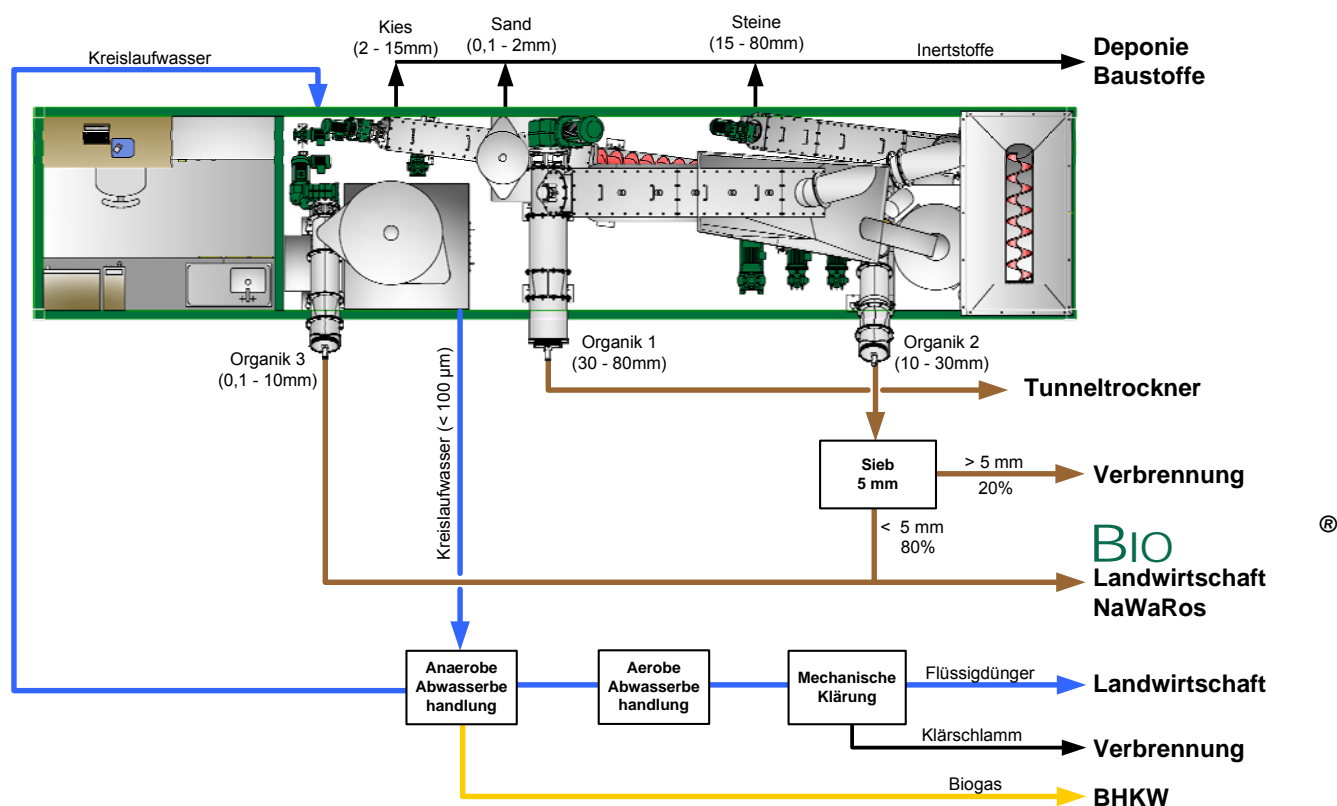 Kies
(2 - 15mm)
Sand
(0,1 - 2mm)
Steine
(15 - 80mm)
Kreislaufwasser
Inertstoffe
Deponie
Baustoffe
Organik 3
(0,1 - 10mm)
Organik 1
(30 - 80mm)
Organik 2
(10 - 30mm)
Tunneltrockner
Kreislaufwasser (< 100 µm)
Sieb
5 mm
> 5 mm
20%
Verbrennung
< 5 mm
80%
BIO
®
Landwirtschaft
NaWaRos
Anaerobe
Abwasserbe
handlung
Aerobe
Abwasserbe
handlung
Mechanische
Klärung
Flüssigdünger
Landwirtschaft
Klärschlamm
Verbrennung
Biogas
BHKW